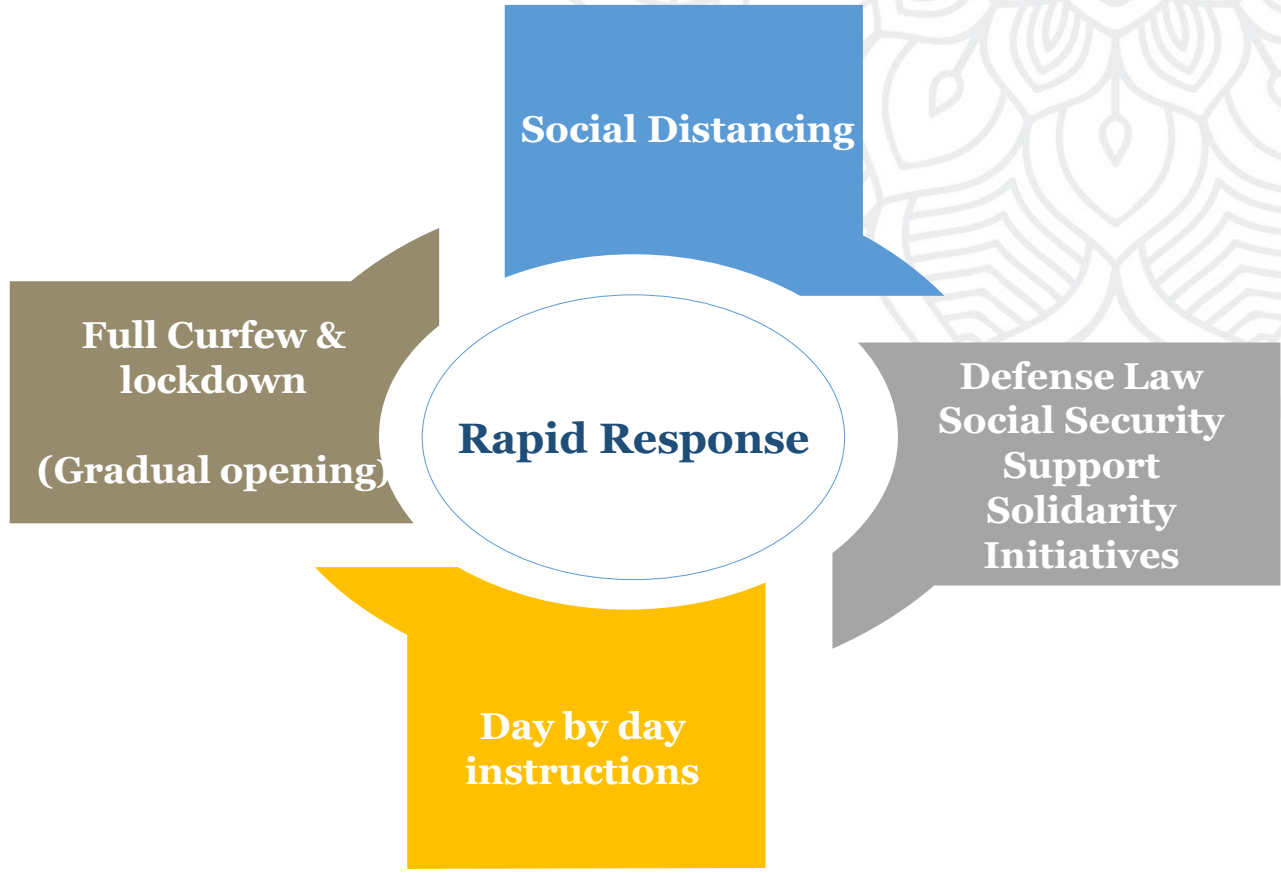 Social Distancing
Full Curfew &
lockdown
(Gradual opening)
Rapid Response
Defense Law
Social Security
Support
Solidarity
Initiatives
Day by day
instructions